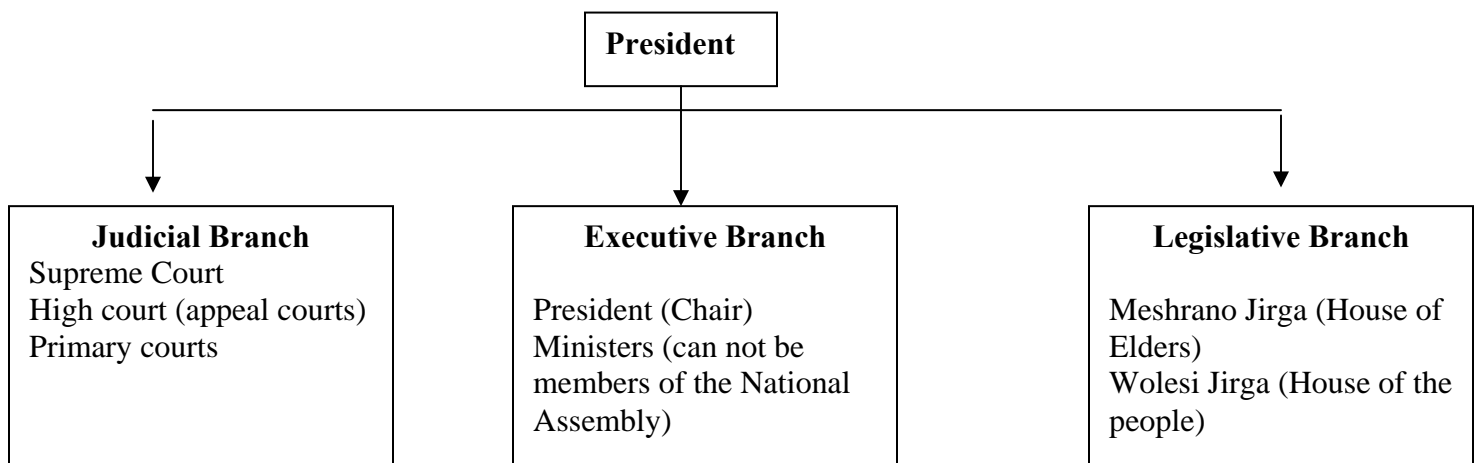 President
Judicial Branch
Supreme Court
High court (appeal courts)
Primary courts
Executive Branch
President (Chair)
Ministers (can not be
members of the National
Assembly)
Legislative Branch
Meshrano Jirga (House of
Elders)
Wolesi Jirga (House of the
people)